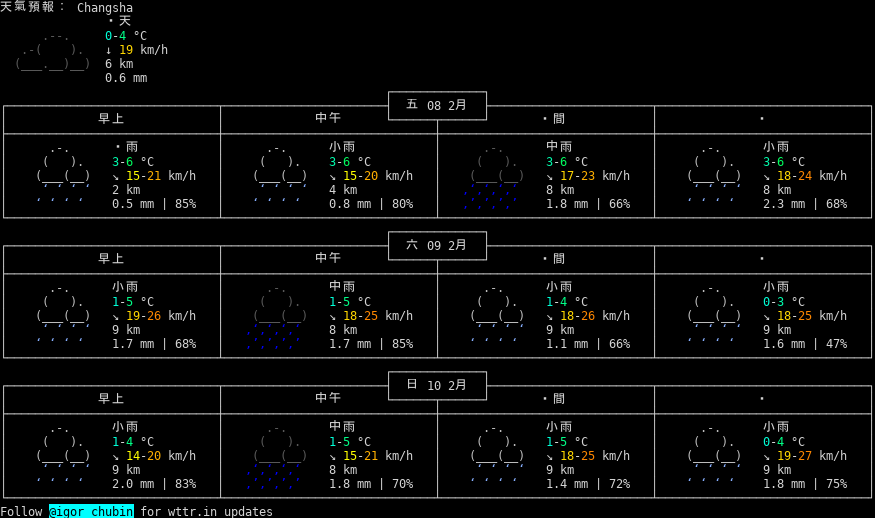 天氣預報： Changsha
・天
0-4 °C
↓ 19 km/h
6 km
0.6 mm
五 08 2月
早上 中午 ・間 ・
・雨 小雨 中雨 小雨
3-6 °C 3-6 °C 3-6 °C 3-6 °C
↘ 15-21 km/h ↘ 15-20 km/h ↘ 17-23 km/h ↘ 18-24 km/h
2 km 4 km 8 km 8 km
0.5 mm | 85% 0.8 mm | 80% 1.8 mm | 66% 2.3 mm | 68%
六 09 2月
早上 中午 ・間 ・
小雨 中雨 小雨 小雨
1-5 °C 1-5 °C 1-4 °C 0-3 °C
↘ 19-26 km/h ↘ 18-25 km/h ↘ 18-26 km/h ↘ 18-25 km/h
9 km 8 km 9 km 9 km
1.7 mm | 68% 1.7 mm | 85% 1.1 mm | 66% 1.6 mm | 47%
日 10 2月
早上 中午 ・間 ・
小雨 中雨 小雨 小雨
1-4 °C 1-5 °C 1-5 °C 0-4 °C
↘ 14-20 km/h ↘ 15-21 km/h ↘ 18-25 km/h ↘ 19-27 km/h
9 km 8 km 9 km 9 km
2.0 mm | 83% 1.8 mm | 70% 1.4 mm | 72% 1.8 mm | 75%
Follow @igor_chubin for wttr.in updates